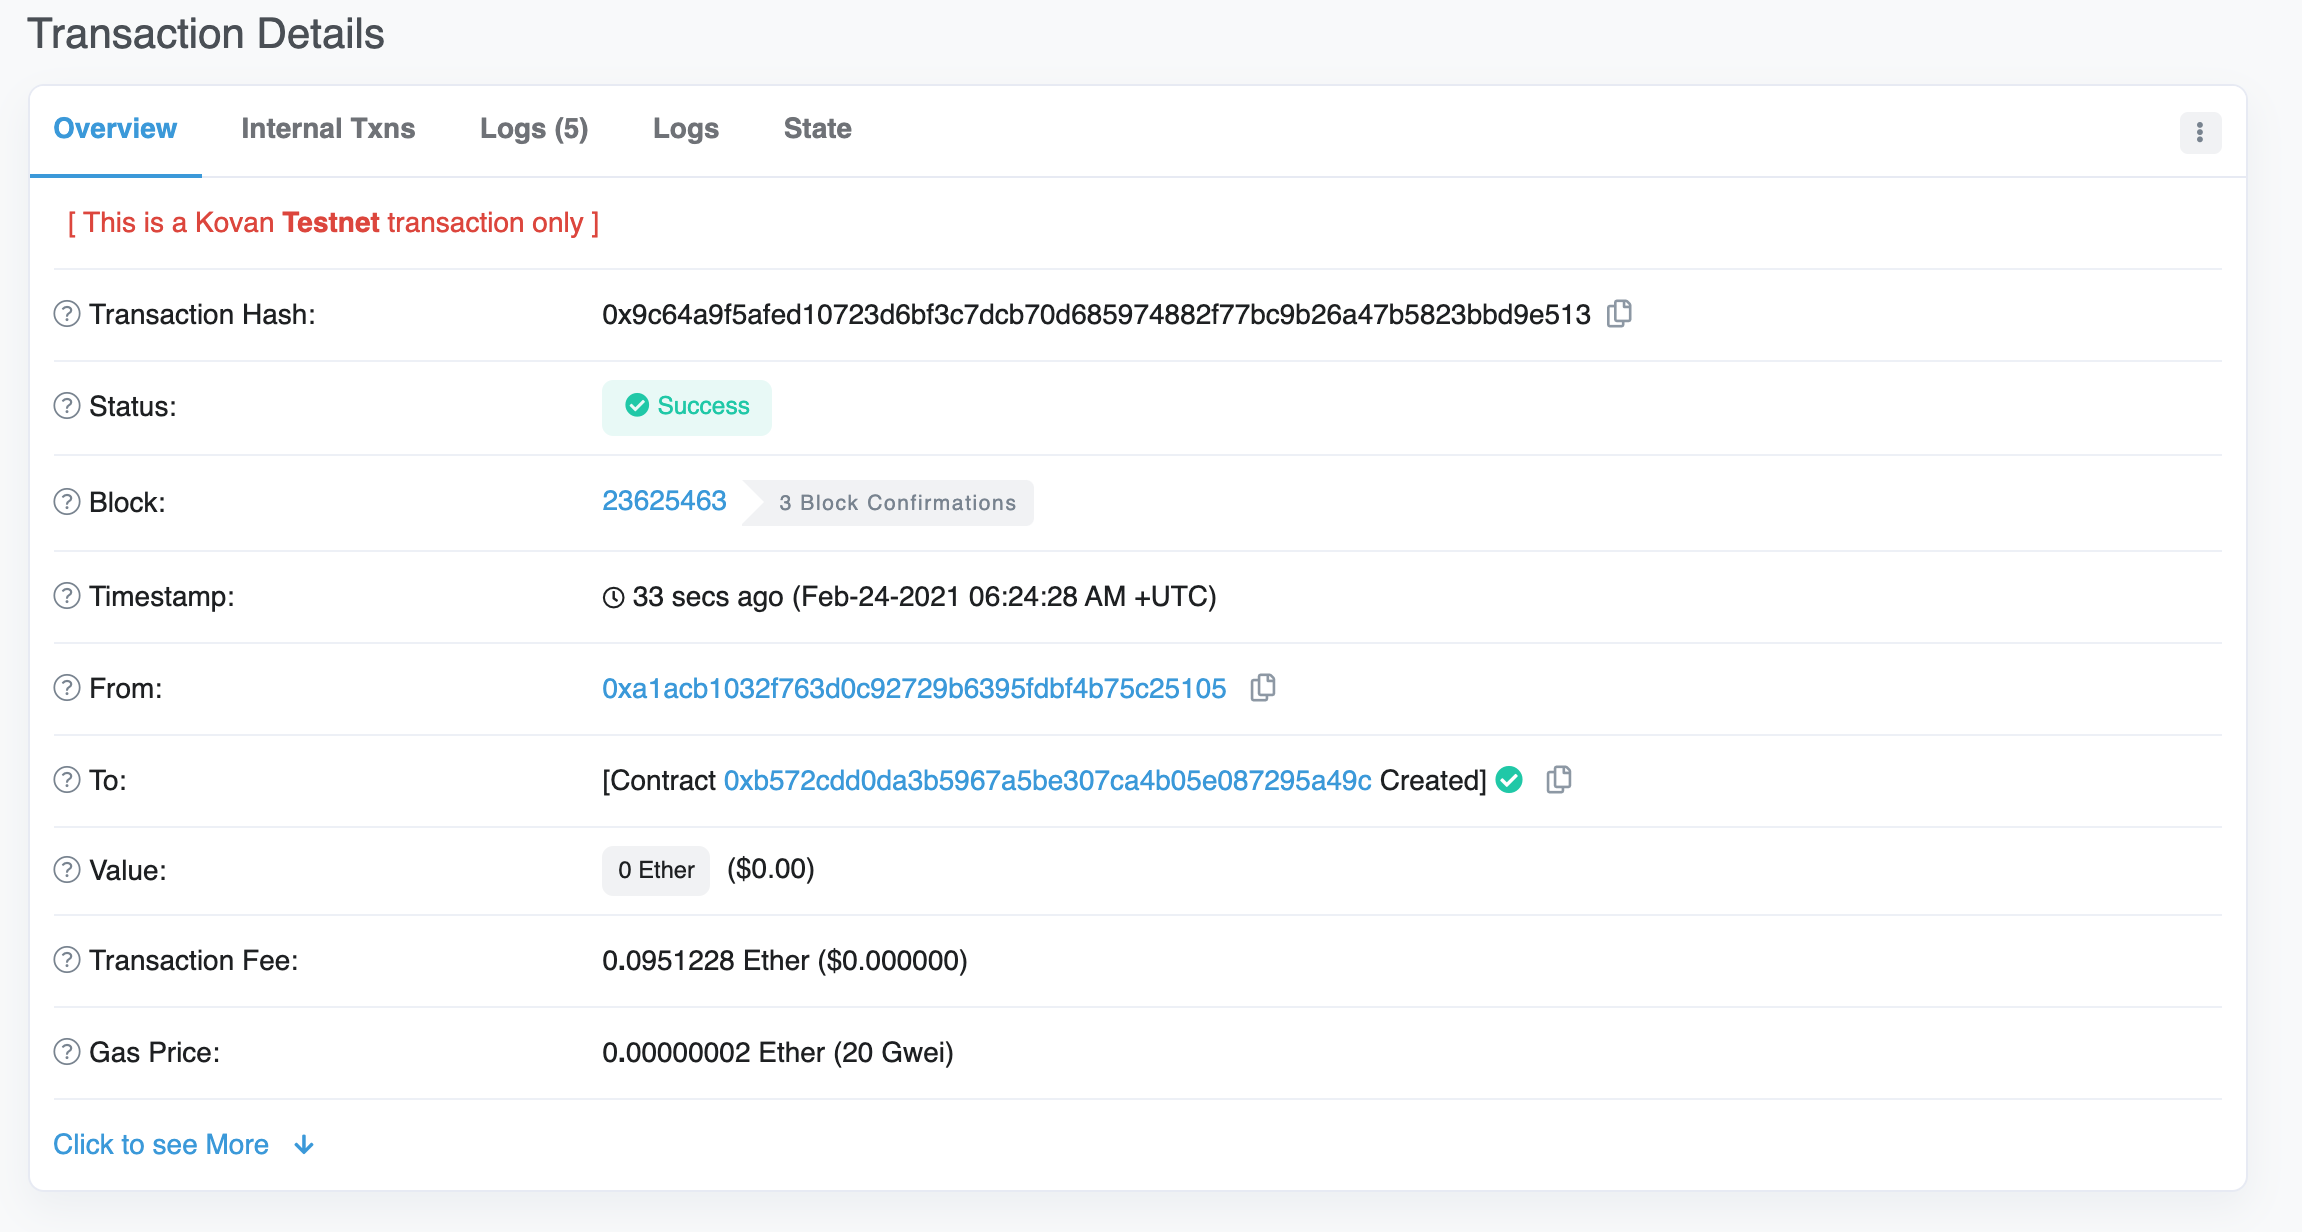 Transaction Details
Overview Internal Txns Logs (5) Logs State
[ This is a Kovan Testnet transaction only ]
Transaction Hash: 0x9c64a9f5afed10723d6bf3c7dcb70d685974882f77bc9b26a47b5823bbd9e513
Status: Success
Block: 23625463 3 Block Confirmations
Timestamp: 33 secs ago (Feb-24-2021 06:24:28 AM +UTC)
From: 0xa1acb1032f763d0c92729b6395fdbf4b75c25105
To: [Contract 0xb572cdd0da3b5967a5be307ca4b05e087295a49c Created]
Value: 0 Ether ($0.00)
Transaction Fee: 0.0951228 Ether ($0.000000)
Gas Price: 0.00000002 Ether (20 Gwei)
Click to see More